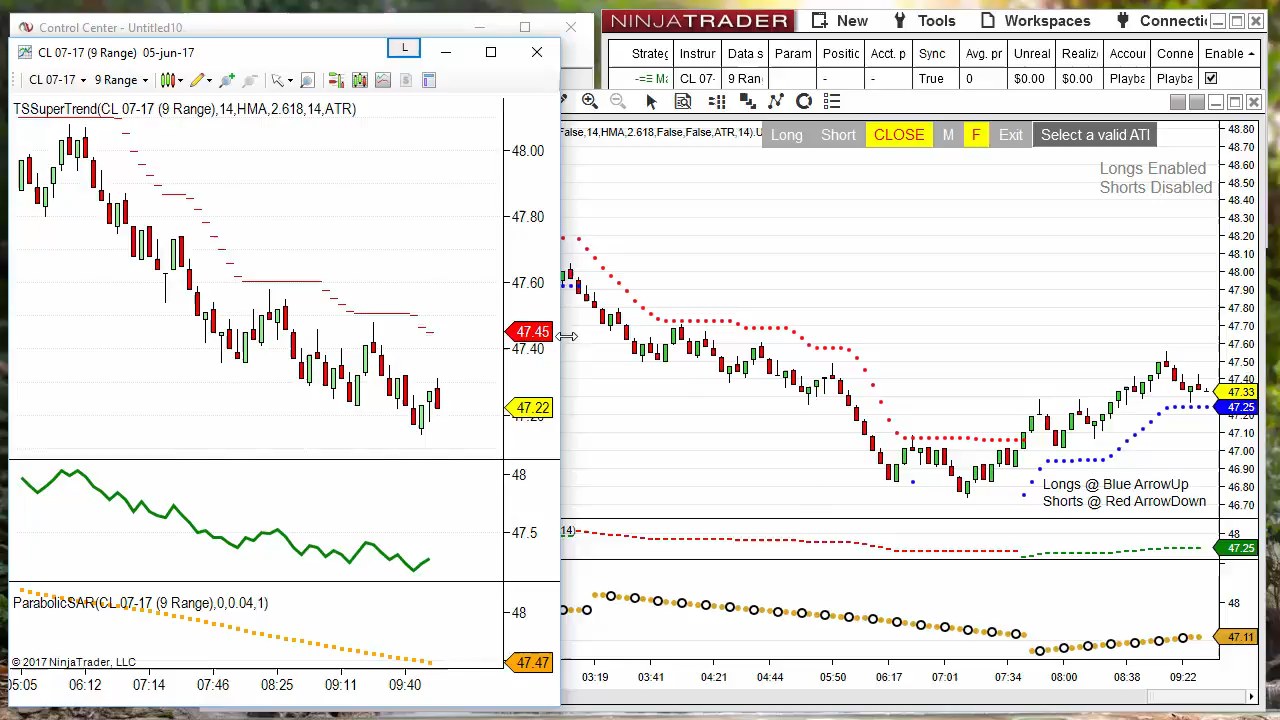 Control Center - Untitled10
CL 07-17 (9 Range) 05-jun-17
L
CL 07-17
9 Range
TSSuperTrend(CL 07-17 (9 Range),14,HMA,2.618,14,ATR)
48.00
47.80
47.60
47.45
47.40
47.22
48
47.5
ParabolicSAR(CL 07-17 (9 Range),0,0.04,1)
48
47.47
© 2017 NinjaTrader, LLC
06:12
07:14
07:46
08:25
09:11
09:40
NINJATRADER
New
Tools
Workspaces
Connecti
Strateg
Instrur
Data s
Param
Positic
Acct. p
Sync
Avg. pr
Unreal
Realiz
Accour
Conne
Enable
CL 07-
9 Rang
-
-
-
True
0
$0.00
$0.00
Playba
Playba
False,14,HMA,2.618,False,False,ATR,14).U
Long
Short
CLOSE
M
F
Exit
Select a valid ATI
Longs Enabled
Shorts Disabled
48.80
48.70
48.60
48.50
48.40
48.30
48.20
48.10
48.00
47.90
47.80
47.70
47.60
47.50
47.40
47.33
47.25
47.20
47.10
47.00
46.90
46.80
46.70
Longs @ Blue ArrowUp
Shorts @ Red ArrowDown
14)
48
47.25
48
47.11
03:19
03:41
04:44
05:50
06:17
07:34
08:00
08:38
09:22